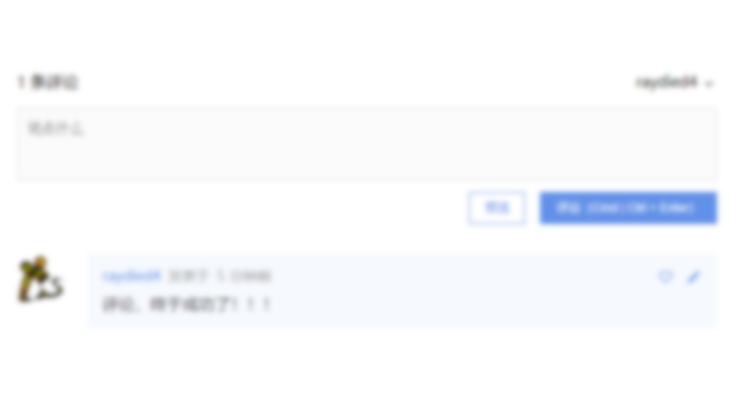 1 条评论
raydied4
说点什么
预览
评论 (Cmd | Ctrl + Enter)
raydied4 发表于 5 分钟前
评论，终于成功了！！！